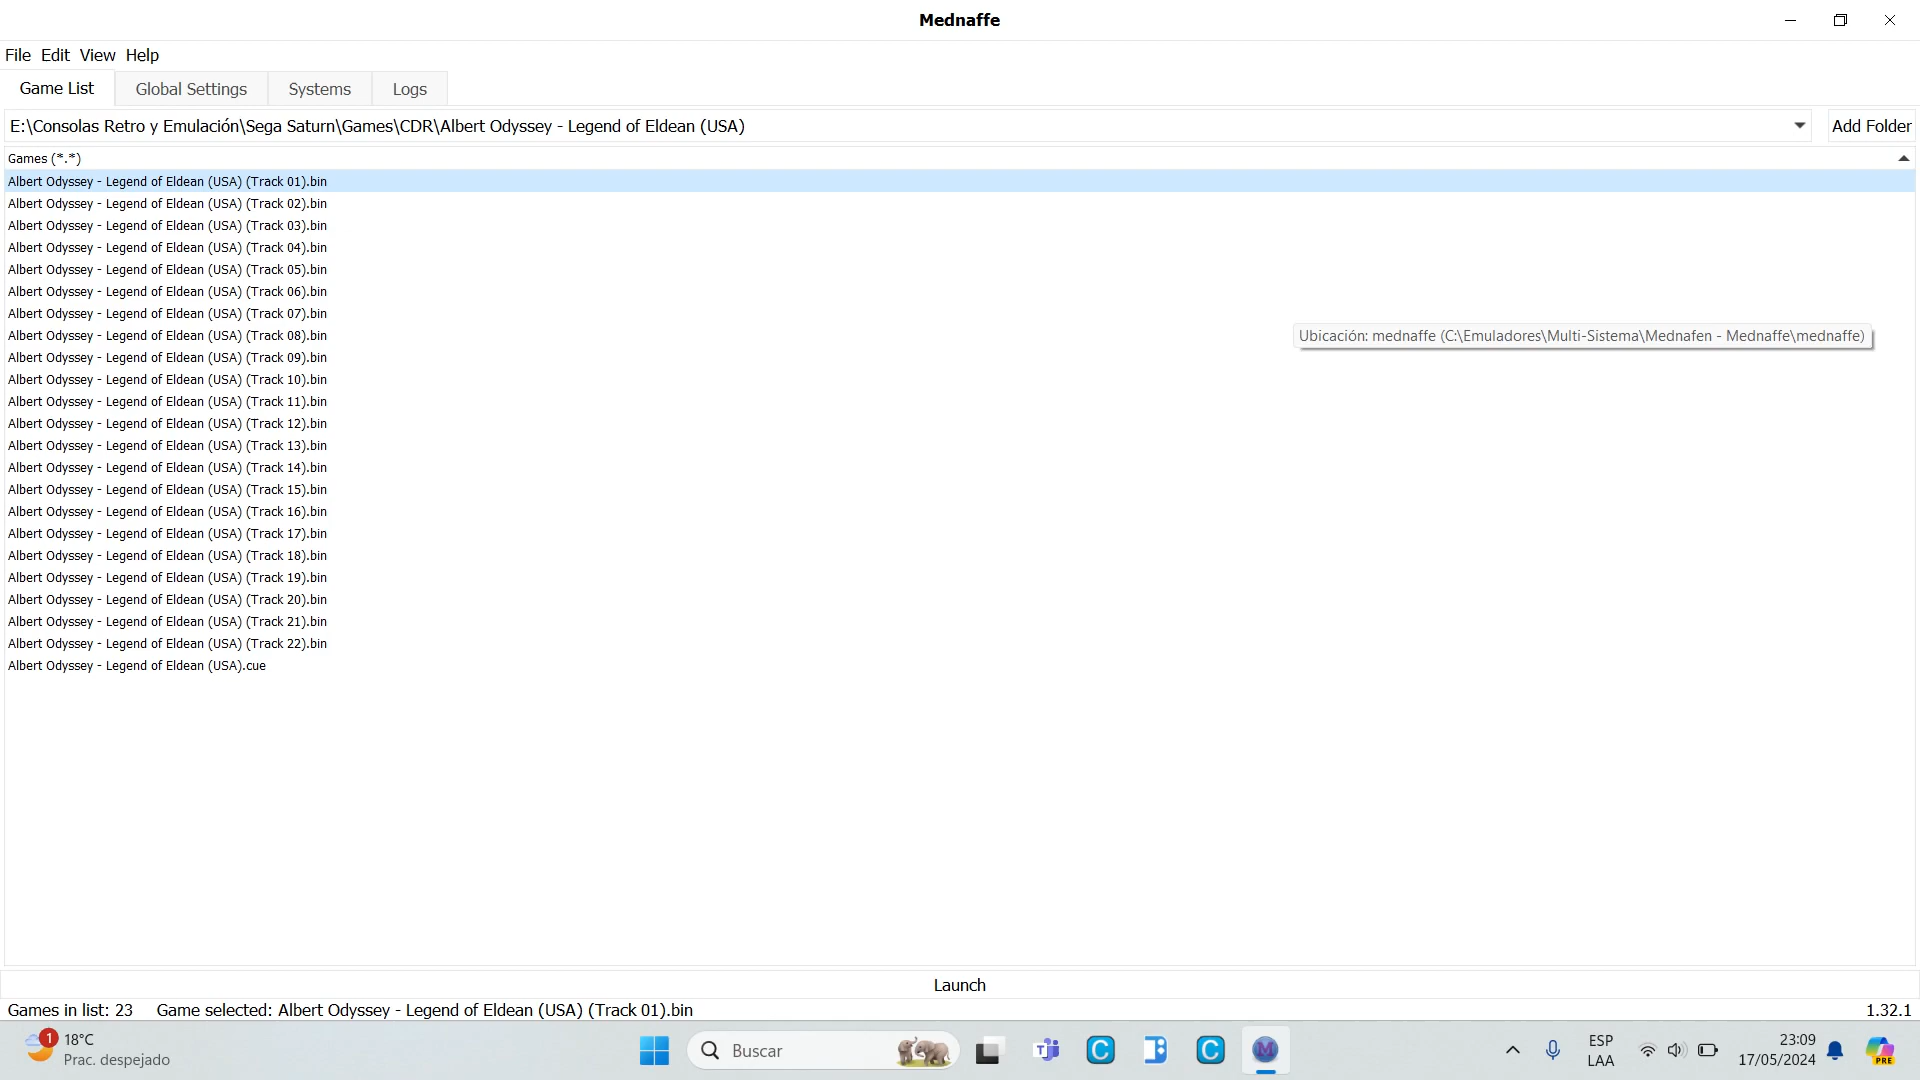 Mednaffe
File Edit View Help
Game List Global Settings Systems Logs
E:\Consolas Retro y Emulación\Sega Saturn\Games\CDR\Albert Odyssey - Legend of Eldean (USA) Add Folder
Games (*.*)
Albert Odyssey - Legend of Eldean (USA) (Track 01).bin
Albert Odyssey - Legend of Eldean (USA) (Track 02).bin
Albert Odyssey - Legend of Eldean (USA) (Track 03).bin
Albert Odyssey - Legend of Eldean (USA) (Track 04).bin
Albert Odyssey - Legend of Eldean (USA) (Track 05).bin
Albert Odyssey - Legend of Eldean (USA) (Track 06).bin
Albert Odyssey - Legend of Eldean (USA) (Track 07).bin
Albert Odyssey - Legend of Eldean (USA) (Track 08).bin
Ubicación: mednaffe (C:\Emuladores\Multi-Sistema\Mednafen - Mednaffe\mednaffe)
Albert Odyssey - Legend of Eldean (USA) (Track 09).bin
Albert Odyssey - Legend of Eldean (USA) (Track 10).bin
Albert Odyssey - Legend of Eldean (USA) (Track 11).bin
Albert Odyssey - Legend of Eldean (USA) (Track 12).bin
Albert Odyssey - Legend of Eldean (USA) (Track 13).bin
Albert Odyssey - Legend of Eldean (USA) (Track 14).bin
Albert Odyssey - Legend of Eldean (USA) (Track 15).bin
Albert Odyssey - Legend of Eldean (USA) (Track 16).bin
Albert Odyssey - Legend of Eldean (USA) (Track 17).bin
Albert Odyssey - Legend of Eldean (USA) (Track 18).bin
Albert Odyssey - Legend of Eldean (USA) (Track 19).bin
Albert Odyssey - Legend of Eldean (USA) (Track 20).bin
Albert Odyssey - Legend of Eldean (USA) (Track 21).bin
Albert Odyssey - Legend of Eldean (USA) (Track 22).bin
Albert Odyssey - Legend of Eldean (USA).cue
Launch
Games in list: 23 Game selected: Albert Odyssey - Legend of Eldean (USA) (Track 01).bin 1.32.1
1 18°C
Prac. despejado
Buscar
T
C
C
M
ESP
LAA
23:09
17/05/2024
PRE